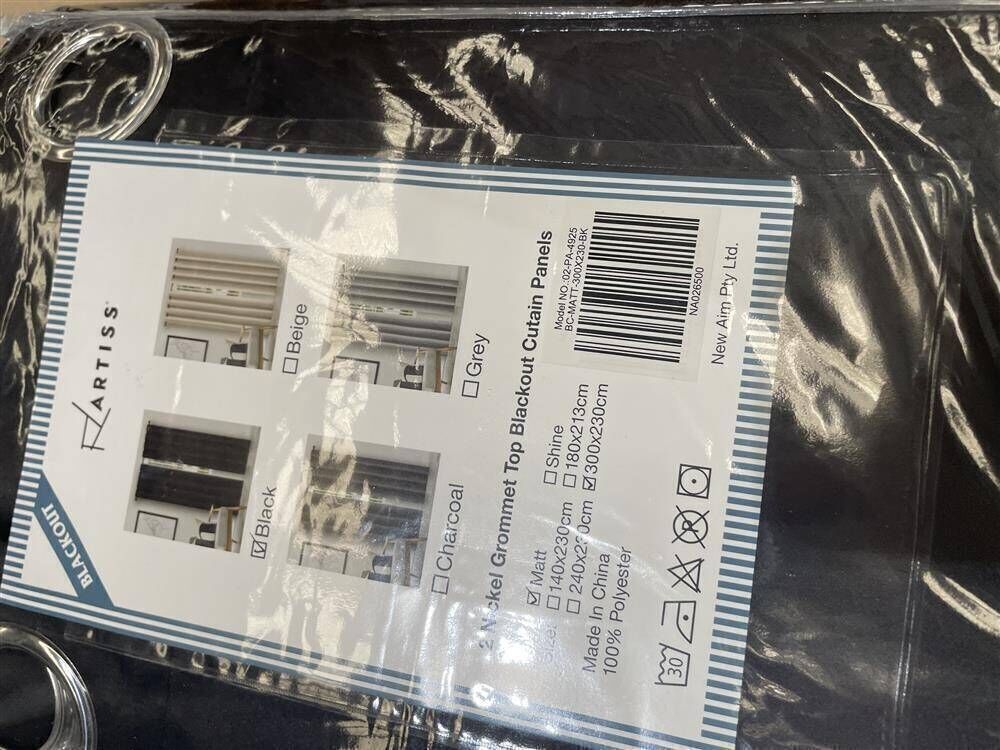 BLACKOUT
ARTISS
☑Black
☐Beige
☐Charcoal
☐Grey
2 Nickel Grommet Top Blackout Cutain Panels
☑Matt ☐Shine
☐140x230cm ☐180x213cm
☐240x230cm ☑300x230cm
Made In China
100% Polyester
Model NO.:02-PA-4925
BC-MATT-300X230-BK
NA026500
30
New Aim Pty Ltd.